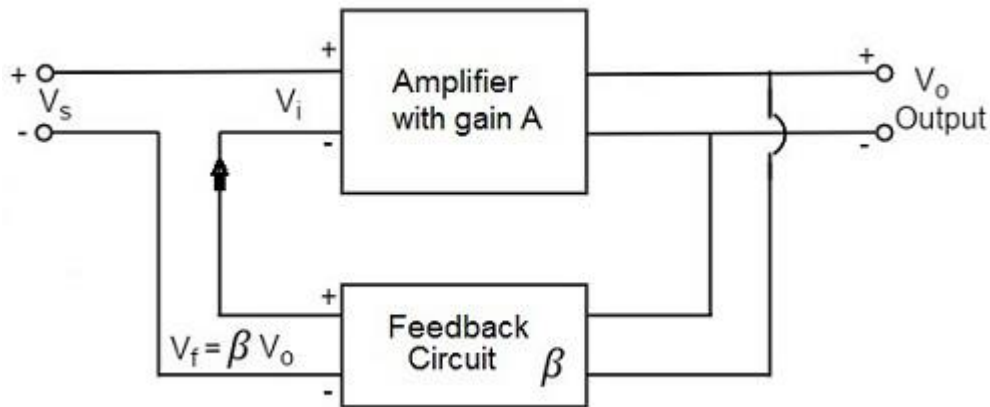 +
+
Vs
-
Vi
-
Amplifier
with gain A
+
Vo
Output
-
+
Vf = β Vo
-
Feedback
Circuit β